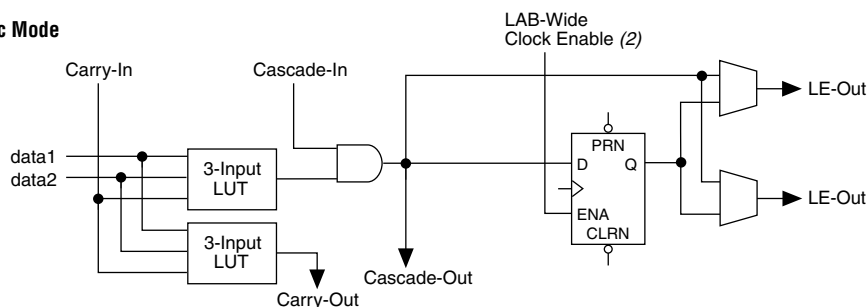 c Mode
LAB-Wide
Clock Enable (2)
Carry-In
Cascade-In
LE-Out
PRN
data1
data2
3-Input
LUT
D
Q
ENA
CLRN
LE-Out
3-Input
LUT
Cascade-Out
Carry-Out